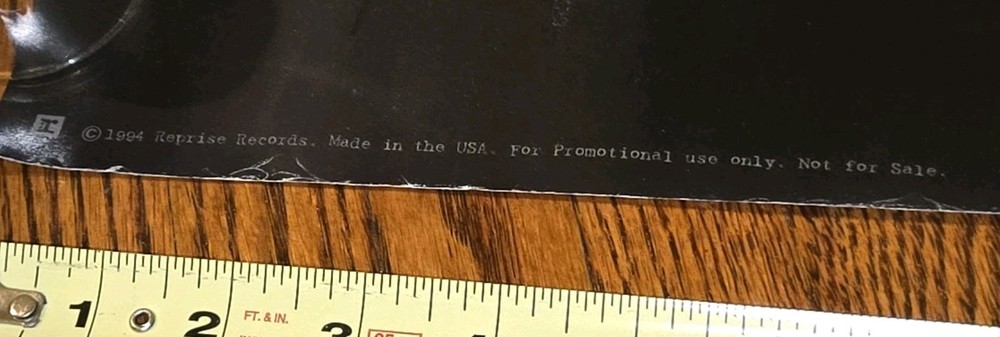 ©1994 Reprise Records. Made in the USA. For Promotional use only. Not for Sale.
1 2 FT. & IN. 3